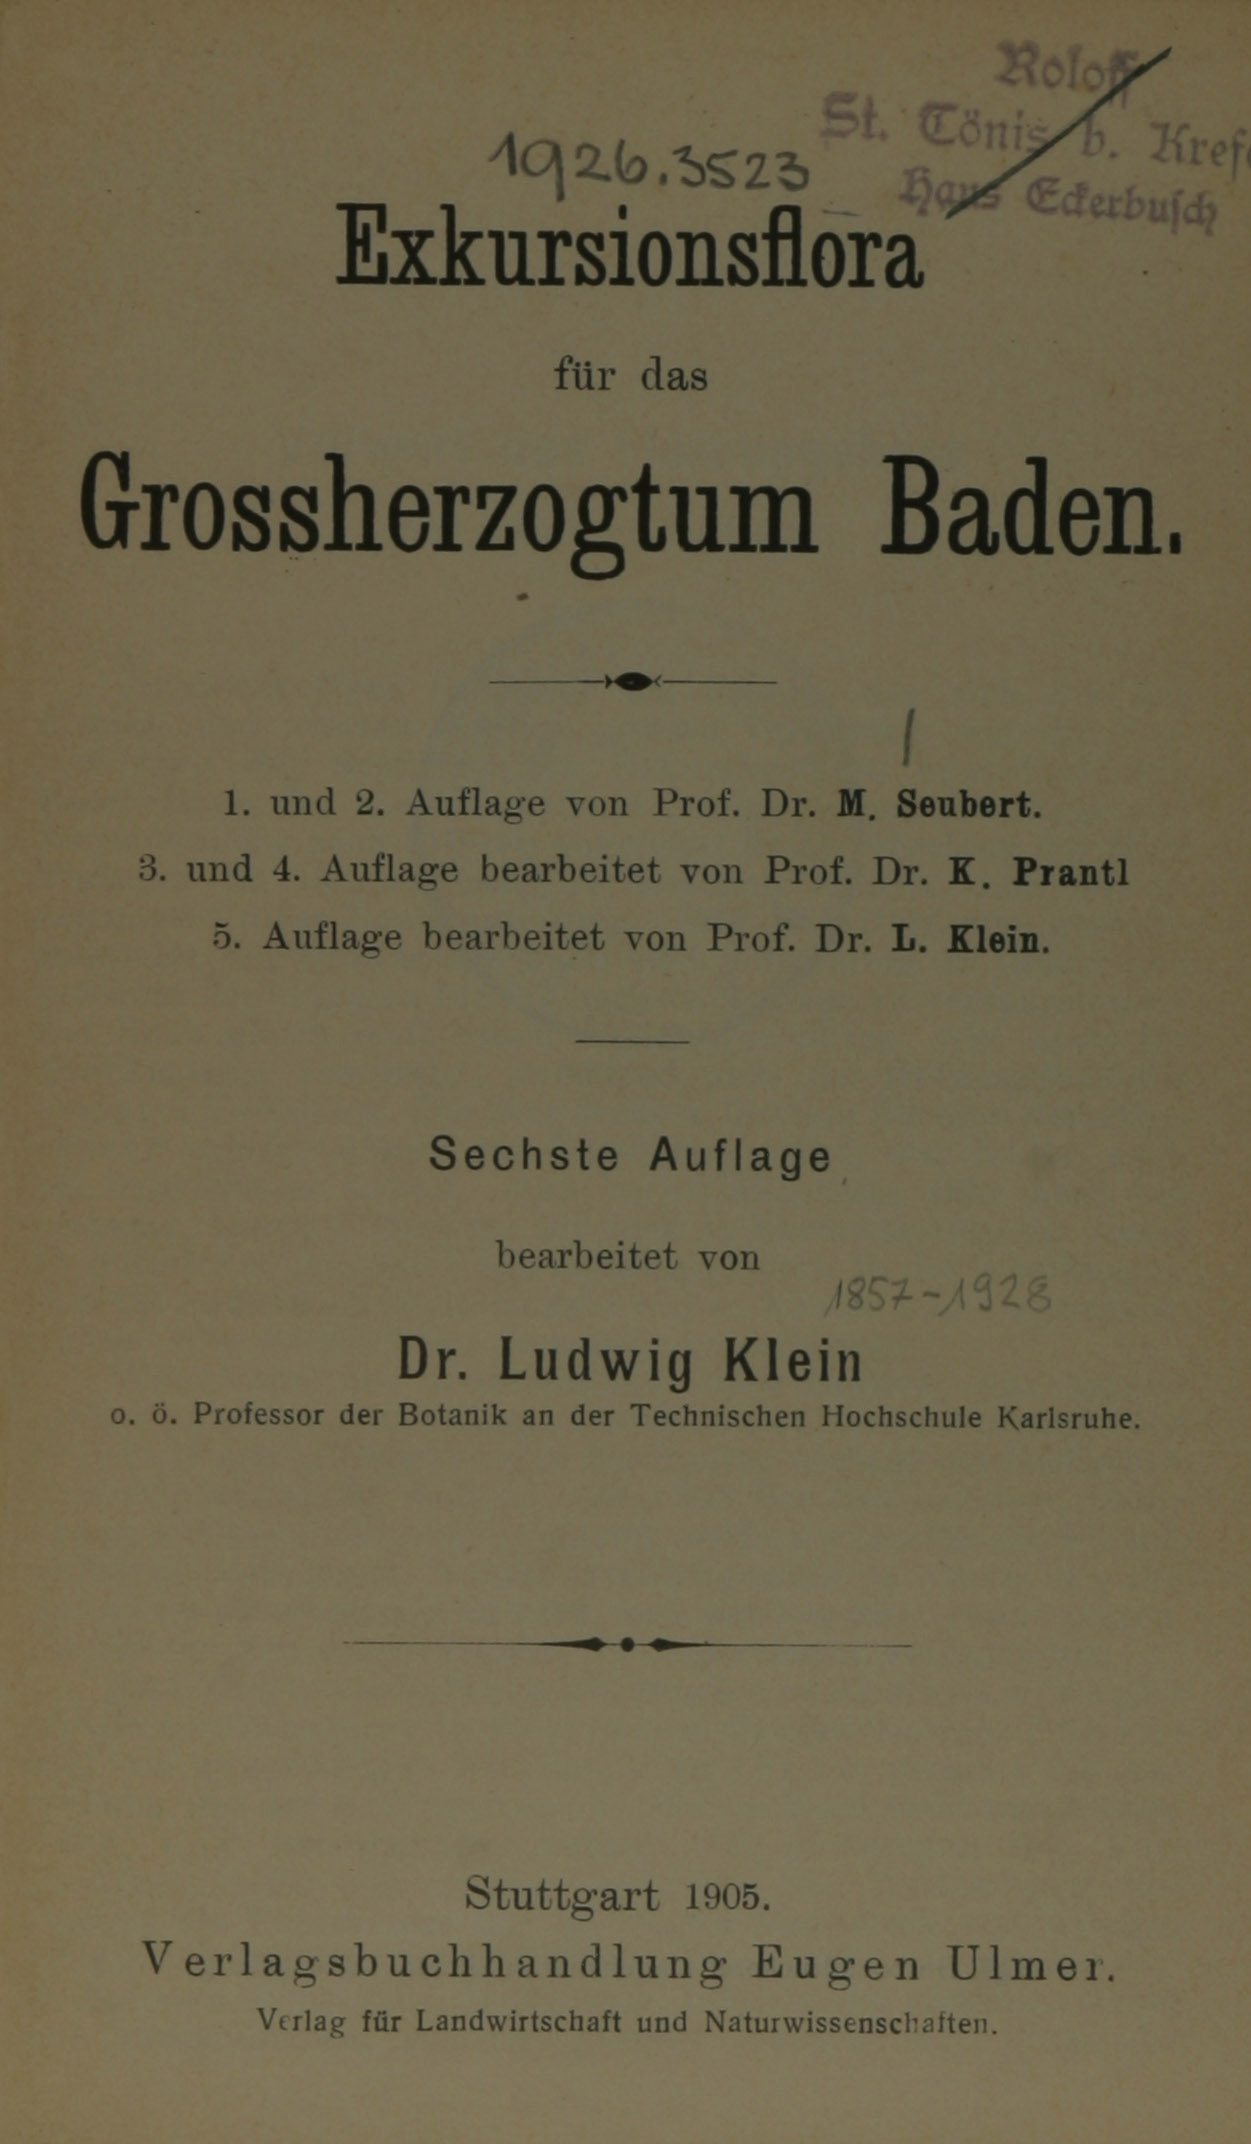 Roloff
St. Tönis b. Kref
Hans Eckerbusch
1926.3523
Exkursionsflora
für das
Grossherzogtum Baden.
1. und 2. Auflage von Prof. Dr. M. Seubert.
3. und 4. Auflage bearbeitet von Prof. Dr. K. Prantl
5. Auflage bearbeitet von Prof. Dr. L. Klein.
Sechste Auflage
bearbeitet von
1857-1928
Dr. Ludwig Klein
o. ö. Professor der Botanik an der Technischen Hochschule Karlsruhe.
Stuttgart 1905.
Verlagsbuchhandlung Eugen Ulmer.
Verlag für Landwirtschaft und Naturwissenschaften.